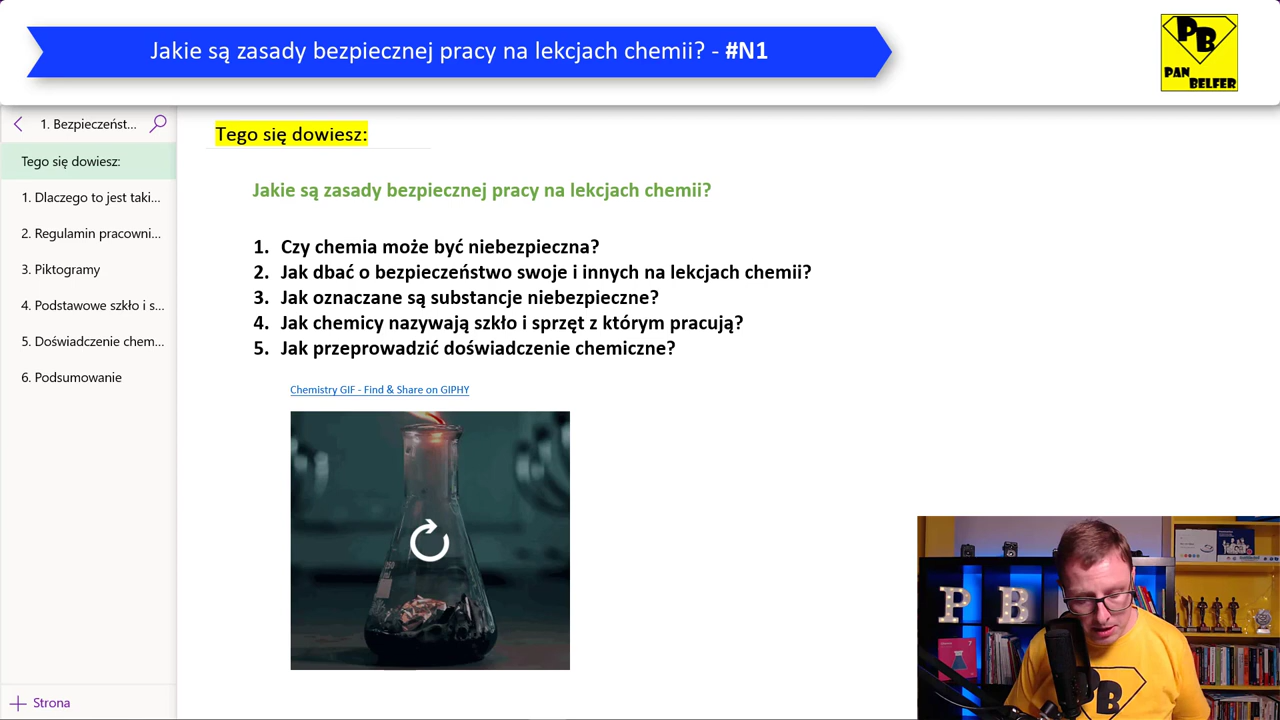 Jakie są zasady bezpiecznej pracy na lekcjach chemii? - #N1
PB
PAN
BELFER
1. Bezpieczeńst...
Tego się dowiesz:
1. Dlaczego to jest taki...
2. Regulamin pracowni...
3. Piktogramy
4. Podstawowe szkło i s...
5. Doświadczenie chem...
6. Podsumowanie
Strona
Tego się dowiesz:
Jakie są zasady bezpiecznej pracy na lekcjach chemii?
1. Czy chemia może być niebezpieczna?
2. Jak dbać o bezpieczeństwo swoje i innych na lekcjach chemii?
3. Jak oznaczane są substancje niebezpieczne?
4. Jak chemicy nazywają szkło i sprzęt z którym pracują?
5. Jak przeprowadzić doświadczenie chemiczne?
Chemistry GIF - Find & Share on GIPHY
P B
PB